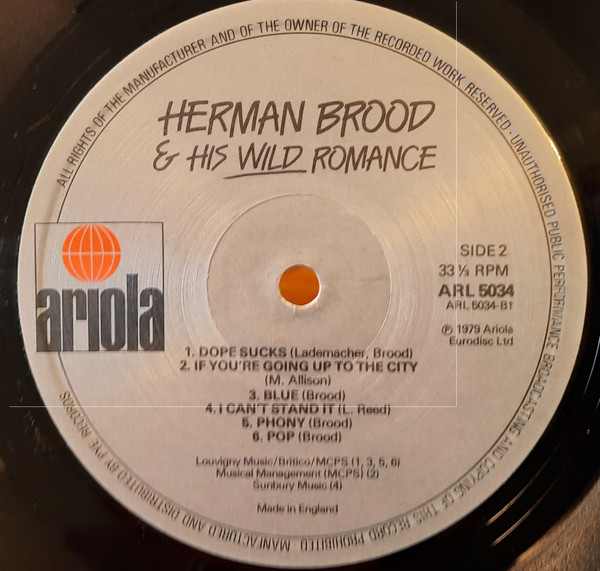 ALL RIGHTS OF THE MANUFACTURER AND OF THE OWNER OF THE RECORDED WORK RESERVED · UNAUTHORISED PUBLIC PERFORMANCE BROADCASTING AND COPYING OF THIS RECORD PROHIBITED · MANFACTURED AND DISTRIBUTED BY PYE RECORDS
HERMAN BROOD
& HIS WILD ROMANCE
ariola
SIDE 2
33 ⅓ RPM
ARL 5034
ARL 5034-B1
℗ 1979 Ariola
Eurodisc Ltd
1. DOPE SUCKS (Lademacher, Brood)
2. IF YOU'RE GOING UP TO THE CITY
(M. Allison)
3. BLUE (Brood)
4. I CAN'T STAND IT (L. Reed)
5. PHONY (Brood)
6. POP (Brood)
Louvigny Music/Britico/MCPS (1, 3, 5, 6)
Musical Management (MCPS) (2)
Sunbury Music (4)
Made in England